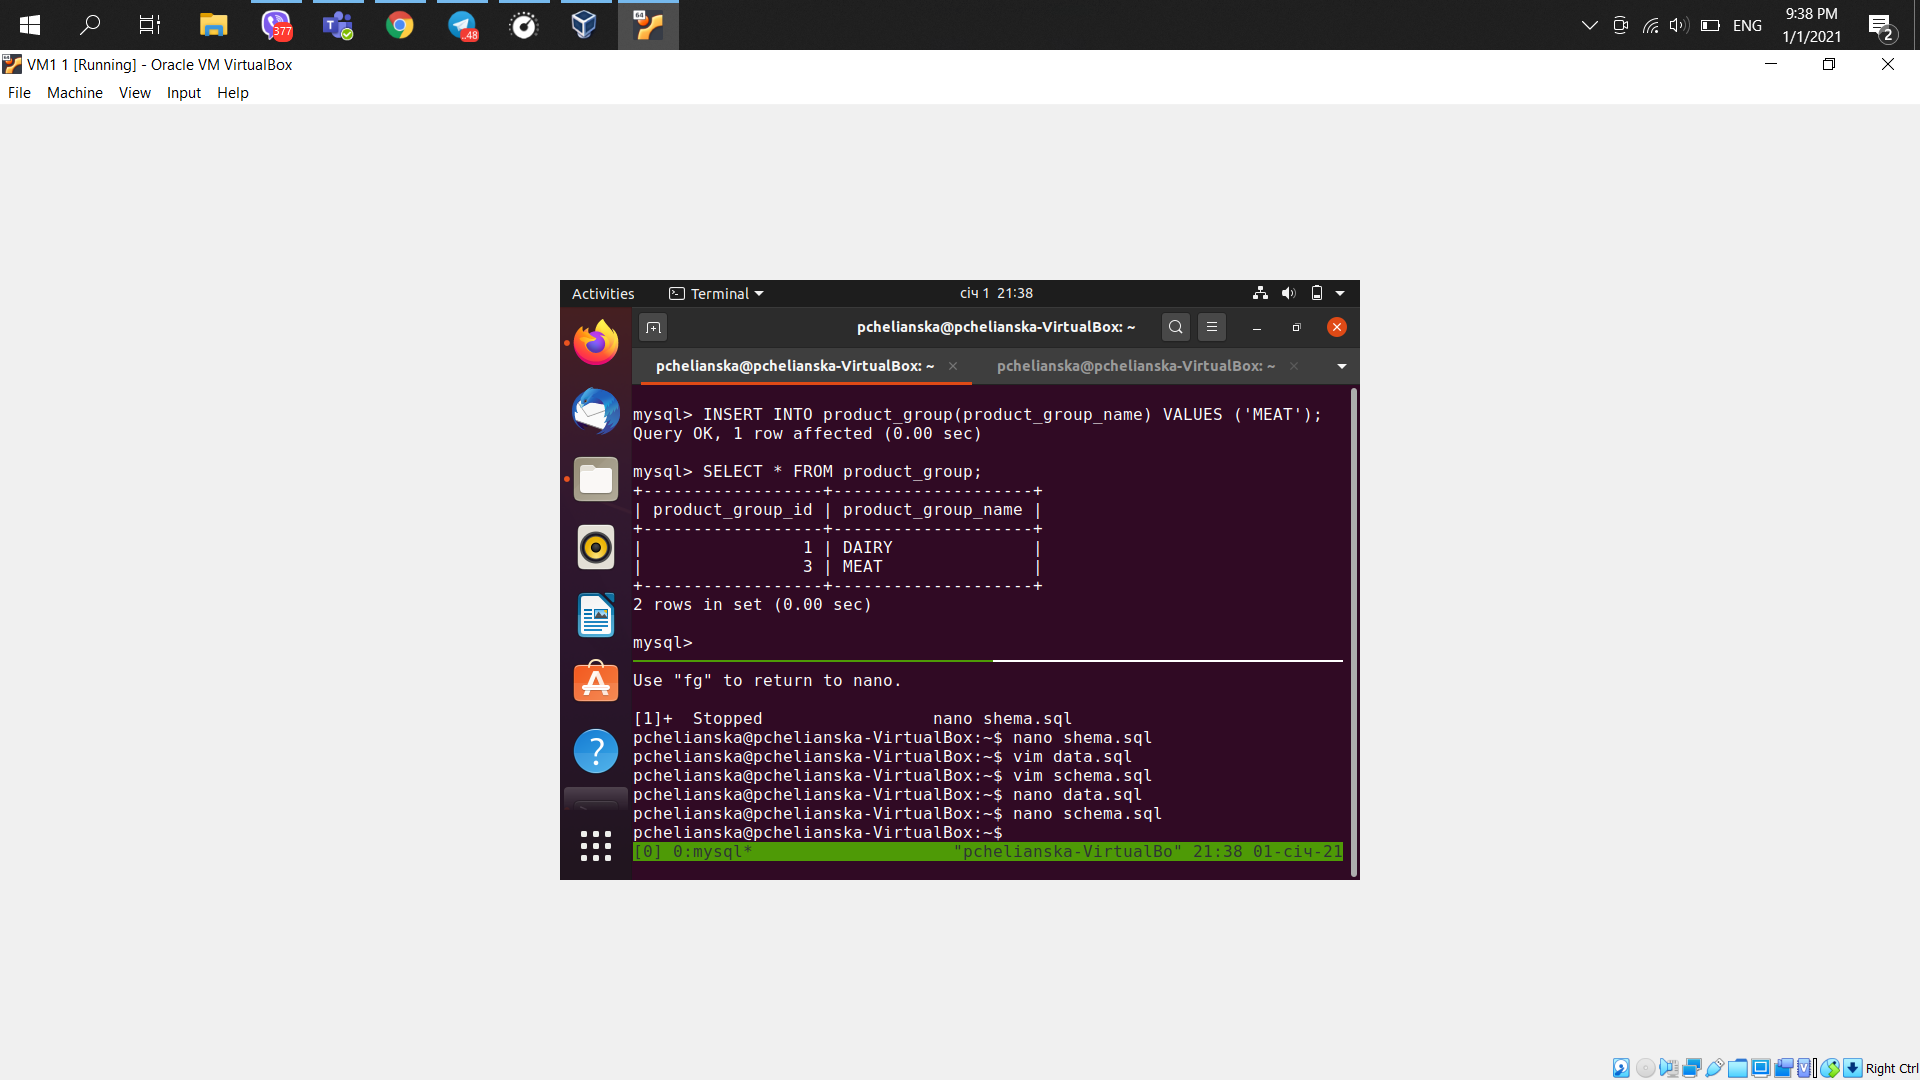 377
48
ENG
9:38 PM
1/1/2021
2
64
VM1 1 [Running] - Oracle VM VirtualBox
File Machine View Input Help
Activities Terminal січ 1 21:38
pchelianska@pchelianska-VirtualBox: ~
pchelianska@pchelianska-VirtualBox: ~ × pchelianska@pchelianska-VirtualBox: ~ ×
mysql> INSERT INTO product_group(product_group_name) VALUES ('MEAT');
Query OK, 1 row affected (0.00 sec)
mysql> SELECT * FROM product_group;
+------------------+--------------------+
| product_group_id | product_group_name |
+------------------+--------------------+
|                1 | DAIRY              |
|                3 | MEAT               |
+------------------+--------------------+
2 rows in set (0.00 sec)
mysql>
Use "fg" to return to nano.
[1]+  Stopped                 nano shema.sql
pchelianska@pchelianska-VirtualBox:~$ nano shema.sql
pchelianska@pchelianska-VirtualBox:~$ vim data.sql
pchelianska@pchelianska-VirtualBox:~$ vim schema.sql
pchelianska@pchelianska-VirtualBox:~$ nano data.sql
pchelianska@pchelianska-VirtualBox:~$ nano schema.sql
pchelianska@pchelianska-VirtualBox:~$
[0] 0:mysql*                    "pchelianska-VirtualBo" 21:38 01-січ-21
Right Ctrl